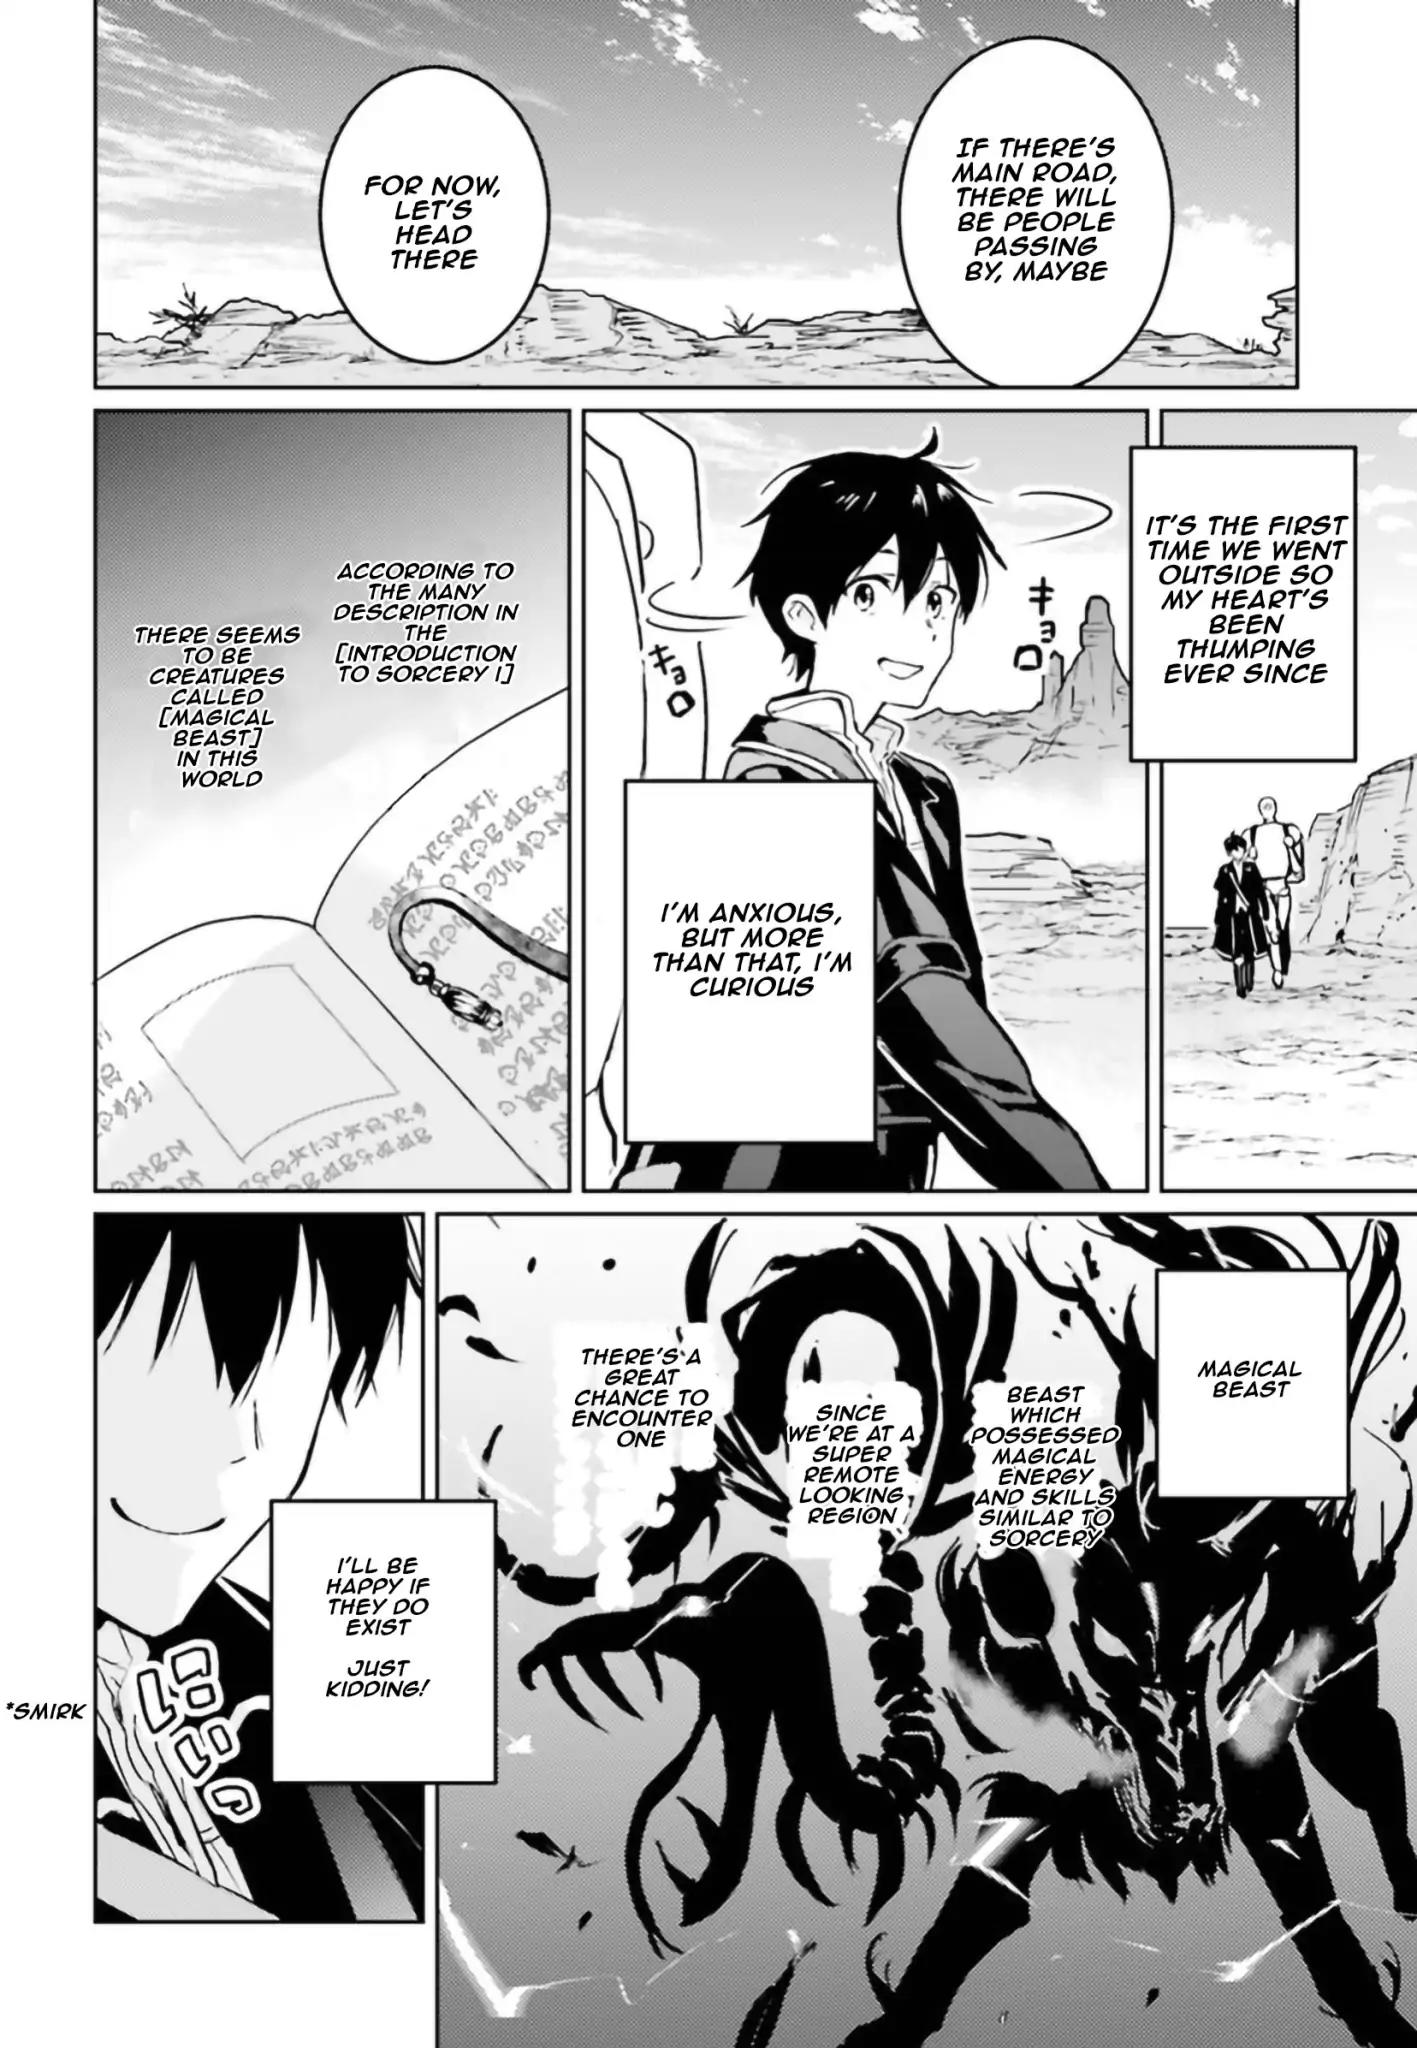 IF THERE'S
MAIN ROAD,
THERE WILL
BE PEOPLE
PASSING
BY, MAYBE
FOR NOW,
LET'S
HEAD
THERE
IT'S THE FIRST
TIME WE WENT
OUTSIDE SO
MY HEART'S
BEEN
THUMPING
EVER SINCE
キョロ
キョロ
I'M ANXIOUS,
BUT MORE
THAN THAT, I'M
CURIOUS
ACCORDING TO
THE MANY
DESCRIPTION IN
THE
[INTRODUCTION
TO SORCERY I]
THERE SEEMS
TO BE
CREATURES
CALLED
[MAGICAL
BEAST]
IN THIS
WORLD
MAGICAL
BEAST
BEAST
WHICH
POSSESSED
MAGICAL
ENERGY
AND SKILLS
SIMILAR TO
SORCERY
SINCE
WE'RE AT A
SUPER
REMOTE
LOOKING
REGION
THERE'S A
GREAT
CHANCE TO
ENCOUNTER
ONE
I'LL BE
HAPPY IF
THEY DO
EXIST
JUST
KIDDING!
にいっ
*SMIRK